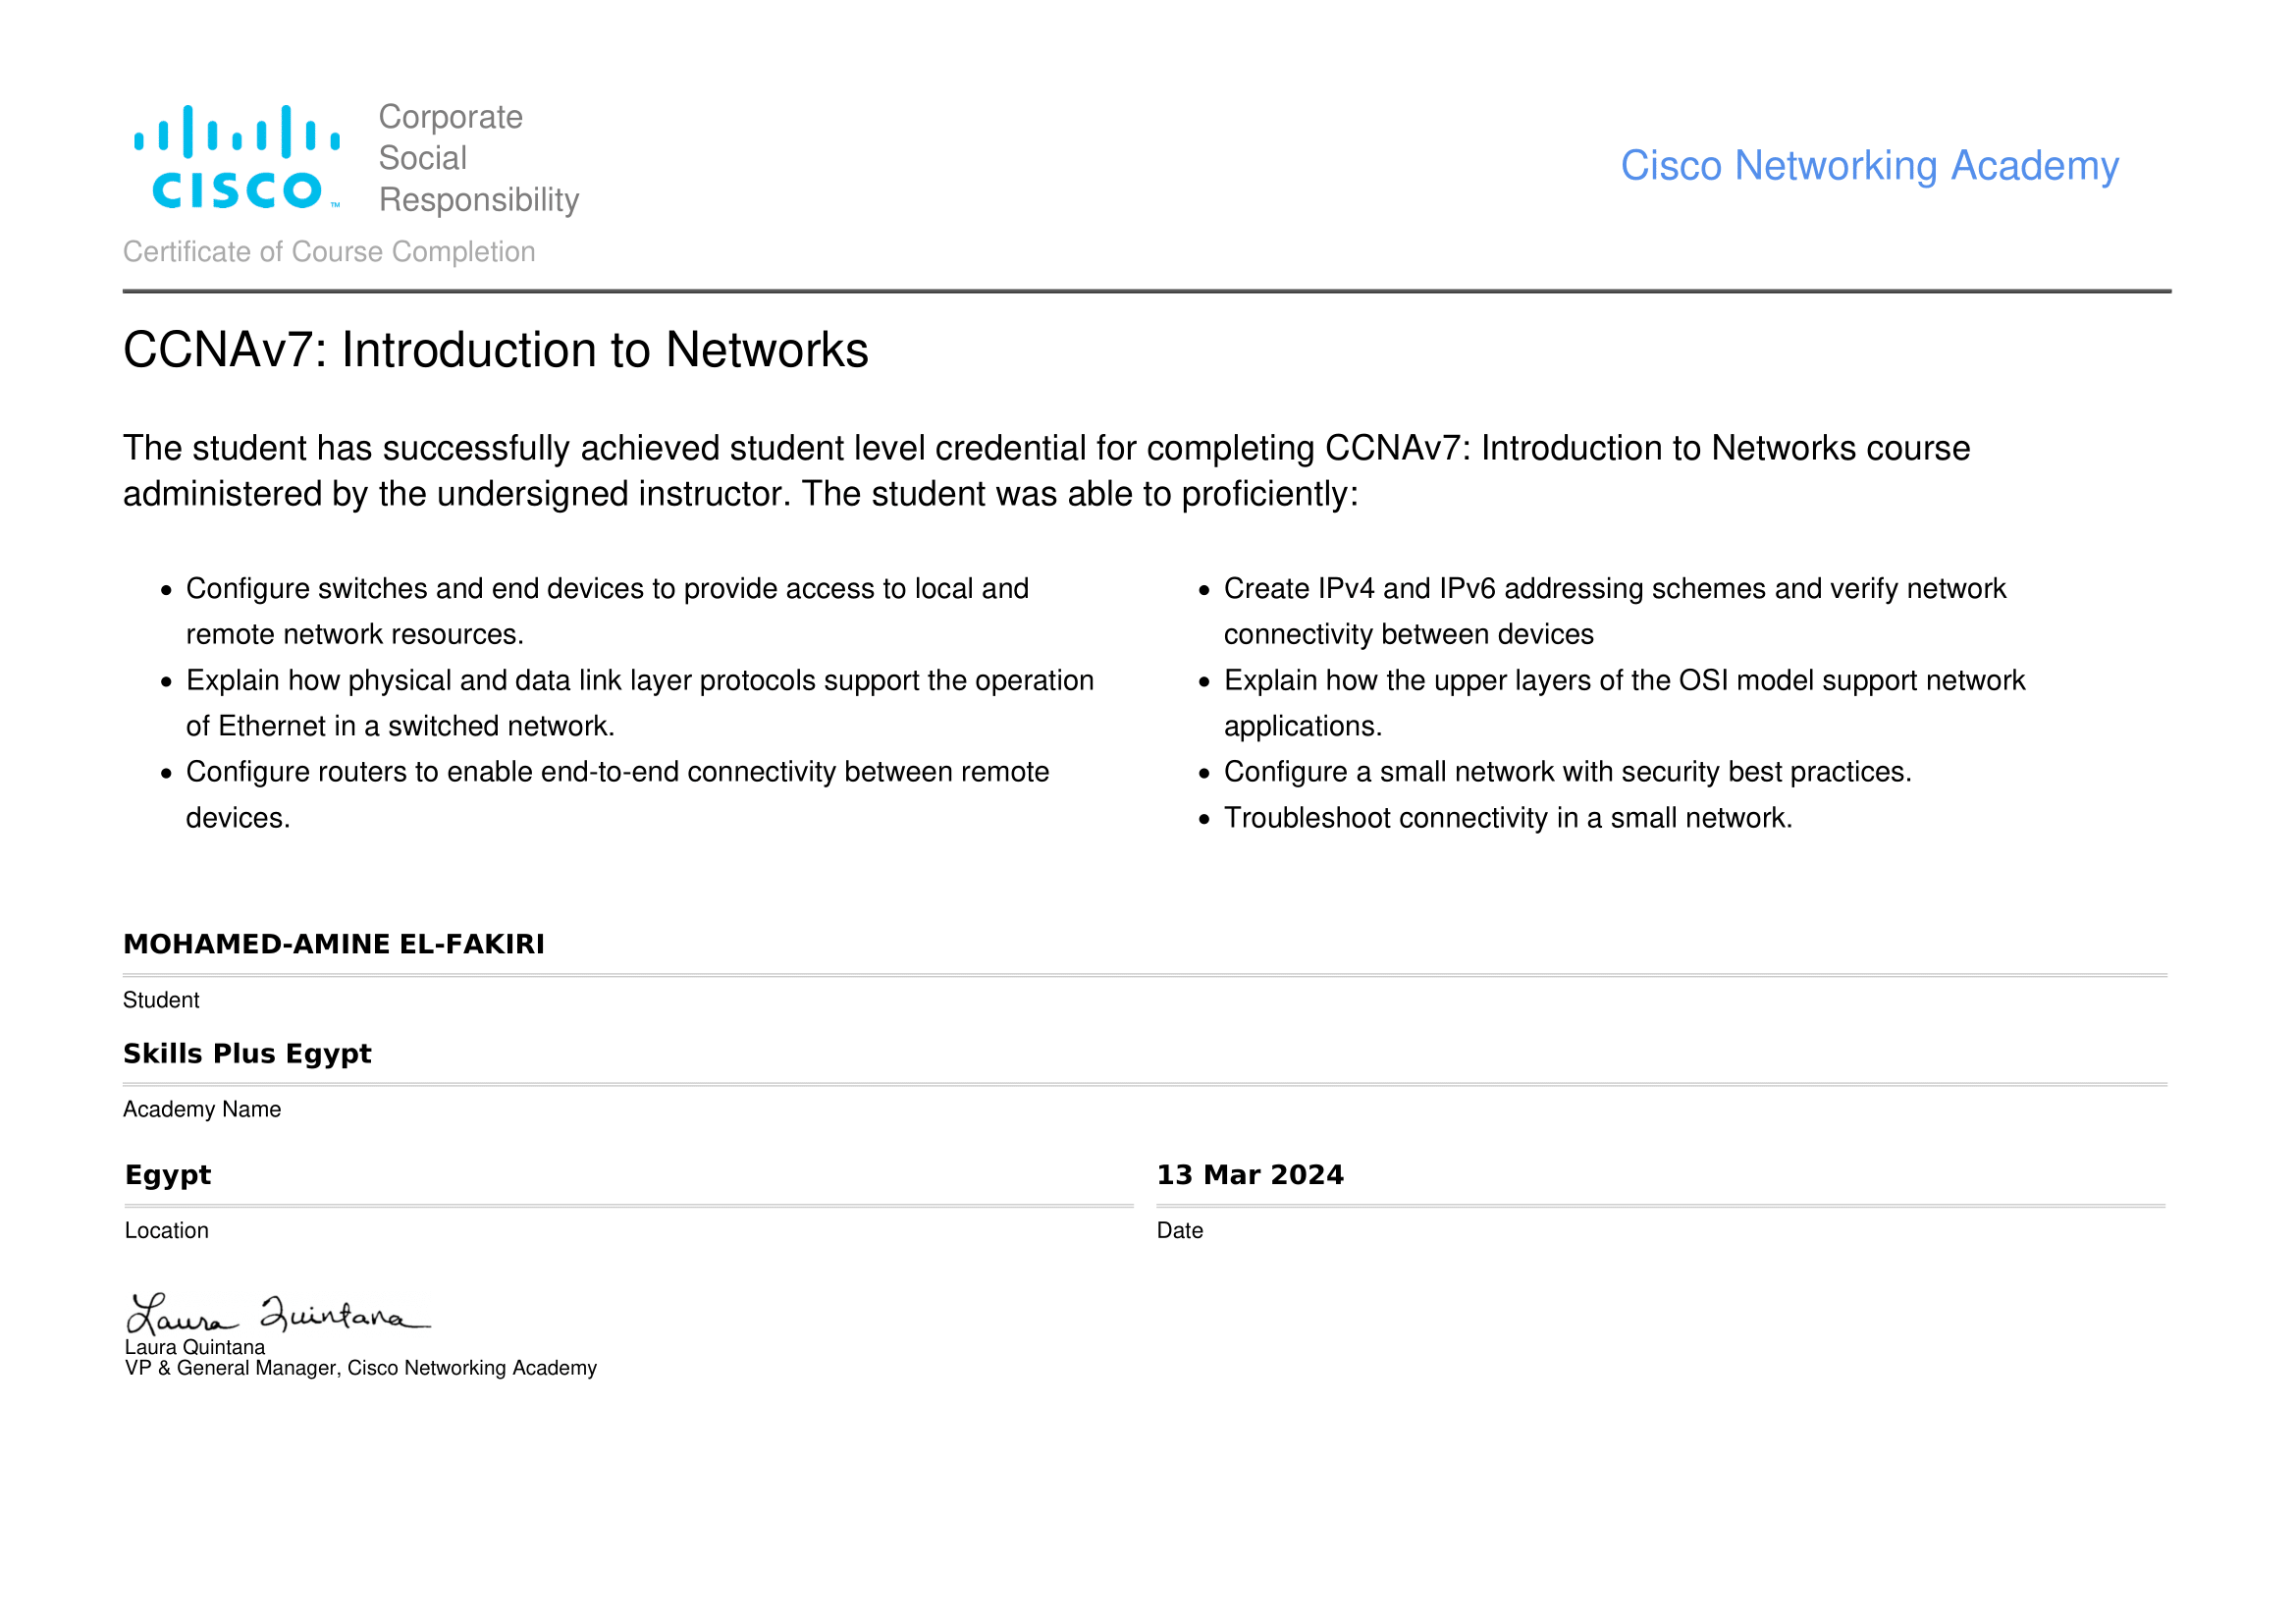 CISCO
TM
Corporate
Social
Responsibility
Cisco Networking Academy
Certificate of Course Completion
CCNAv7: Introduction to Networks
The student has successfully achieved student level credential for completing CCNAv7: Introduction to Networks course
administered by the undersigned instructor. The student was able to proficiently:
• Configure switches and end devices to provide access to local and
remote network resources.
• Explain how physical and data link layer protocols support the operation
of Ethernet in a switched network.
• Configure routers to enable end-to-end connectivity between remote
devices.
• Create IPv4 and IPv6 addressing schemes and verify network
connectivity between devices
• Explain how the upper layers of the OSI model support network
applications.
• Configure a small network with security best practices.
• Troubleshoot connectivity in a small network.
MOHAMED-AMINE EL-FAKIRI
Student
Skills Plus Egypt
Academy Name
Egypt
Location
13 Mar 2024
Date
Laura Quintana
Laura Quintana
VP & General Manager, Cisco Networking Academy